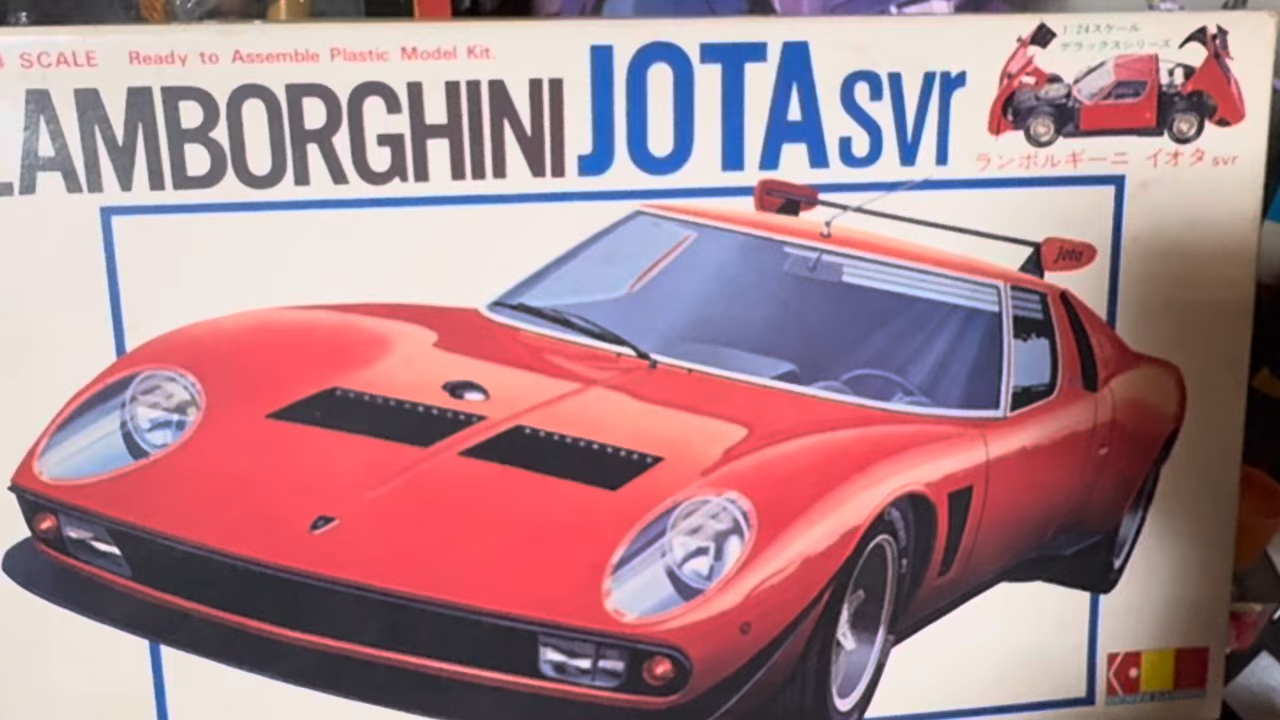 SCALE Ready to Assemble Plastic Model Kit.
LAMBORGHINI JOTA svr
1:24スケール
デラックスシリーズ
ランボルギーニ イオタ svr
Jota